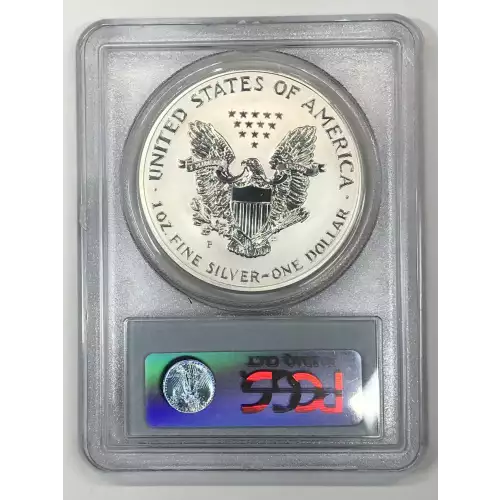 UNITED STATES OF AMERICA
P
1 OZ. FINE SILVER~ONE DOLLAR
PCGS